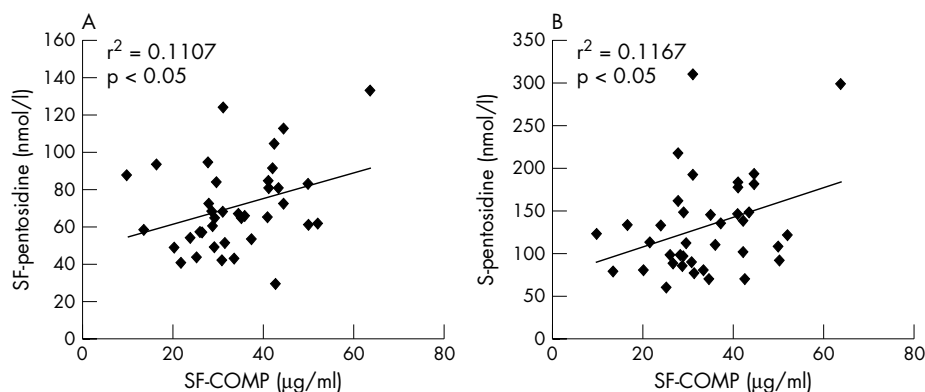 A
160
140
120
100
80
60
40
20
0
r² = 0.1107
p < 0.05
SF-pentosidine (nmol/l)
0 20 40 60 80
SF-COMP (μg/ml)
B
350
300
250
200
150
100
50
0
r² = 0.1167
p < 0.05
S-pentosidine (nmol/l)
0 20 40 60 80
SF-COMP (μg/ml)